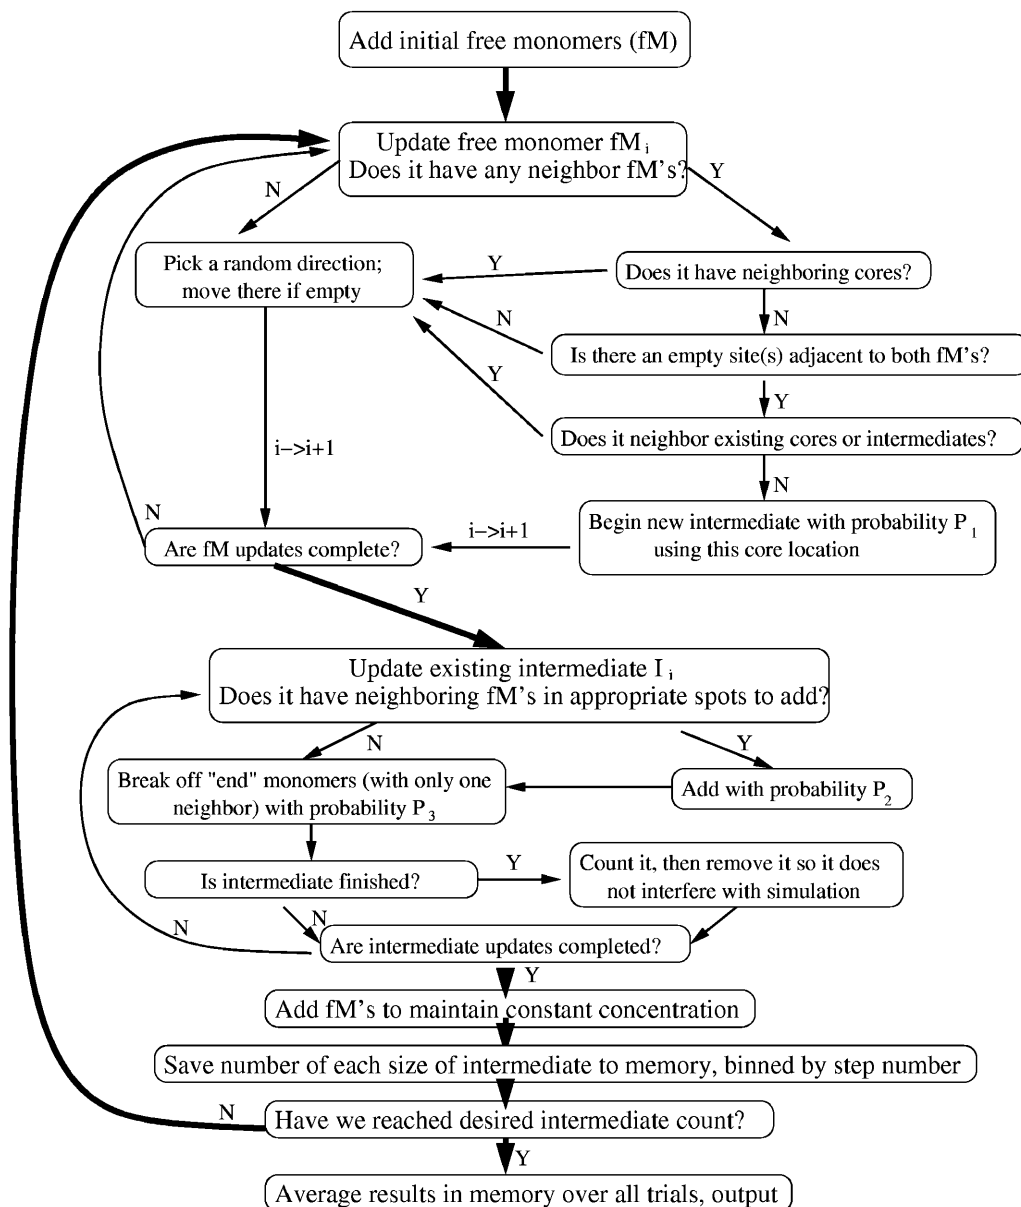 Add initial free monomers (fM)
Update free monomer fM i
Does it have any neighbor fM's?
N
Y
Pick a random direction;
move there if empty
Y
Does it have neighboring cores?
N
N
Is there an empty site(s) adjacent to both fM's?
Y
Y
Does it neighbor existing cores or intermediates?
i->i+1
N
Begin new intermediate with probability P 1
using this core location
N
i->i+1
Are fM updates complete?
Y
Update existing intermediate I i
Does it have neighboring fM's in appropriate spots to add?
N
Y
Break off "end" monomers (with only one
neighbor) with probability P 3
Add with probability P 2
Is intermediate finished?
Y
Count it, then remove it so it does
not interfere with simulation
N
N
Are intermediate updates completed?
Y
Add fM's to maintain constant concentration
Save number of each size of intermediate to memory, binned by step number
N
Have we reached desired intermediate count?
Y
Average results in memory over all trials, output